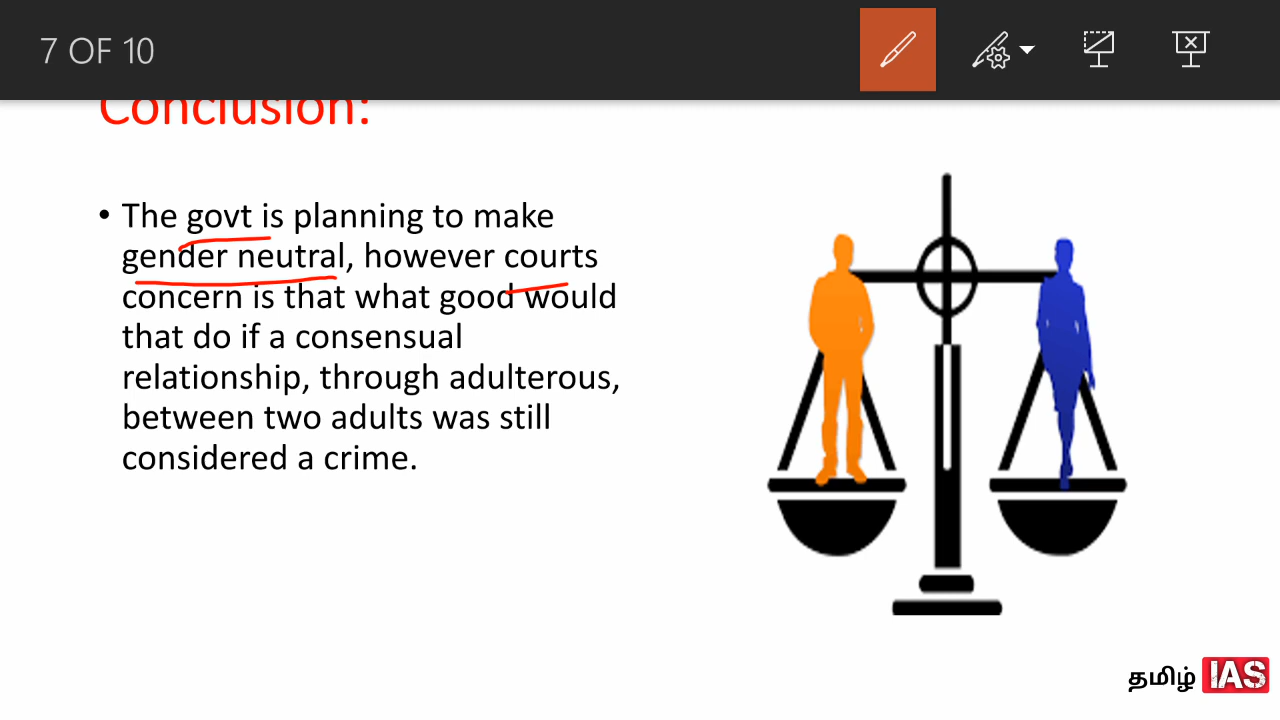 7 OF 10
Conclusion:
• The govt is planning to make
gender neutral, however courts
concern is that what good would
that do if a consensual
relationship, through adulterous,
between two adults was still
considered a crime.
தமிழ் IAS